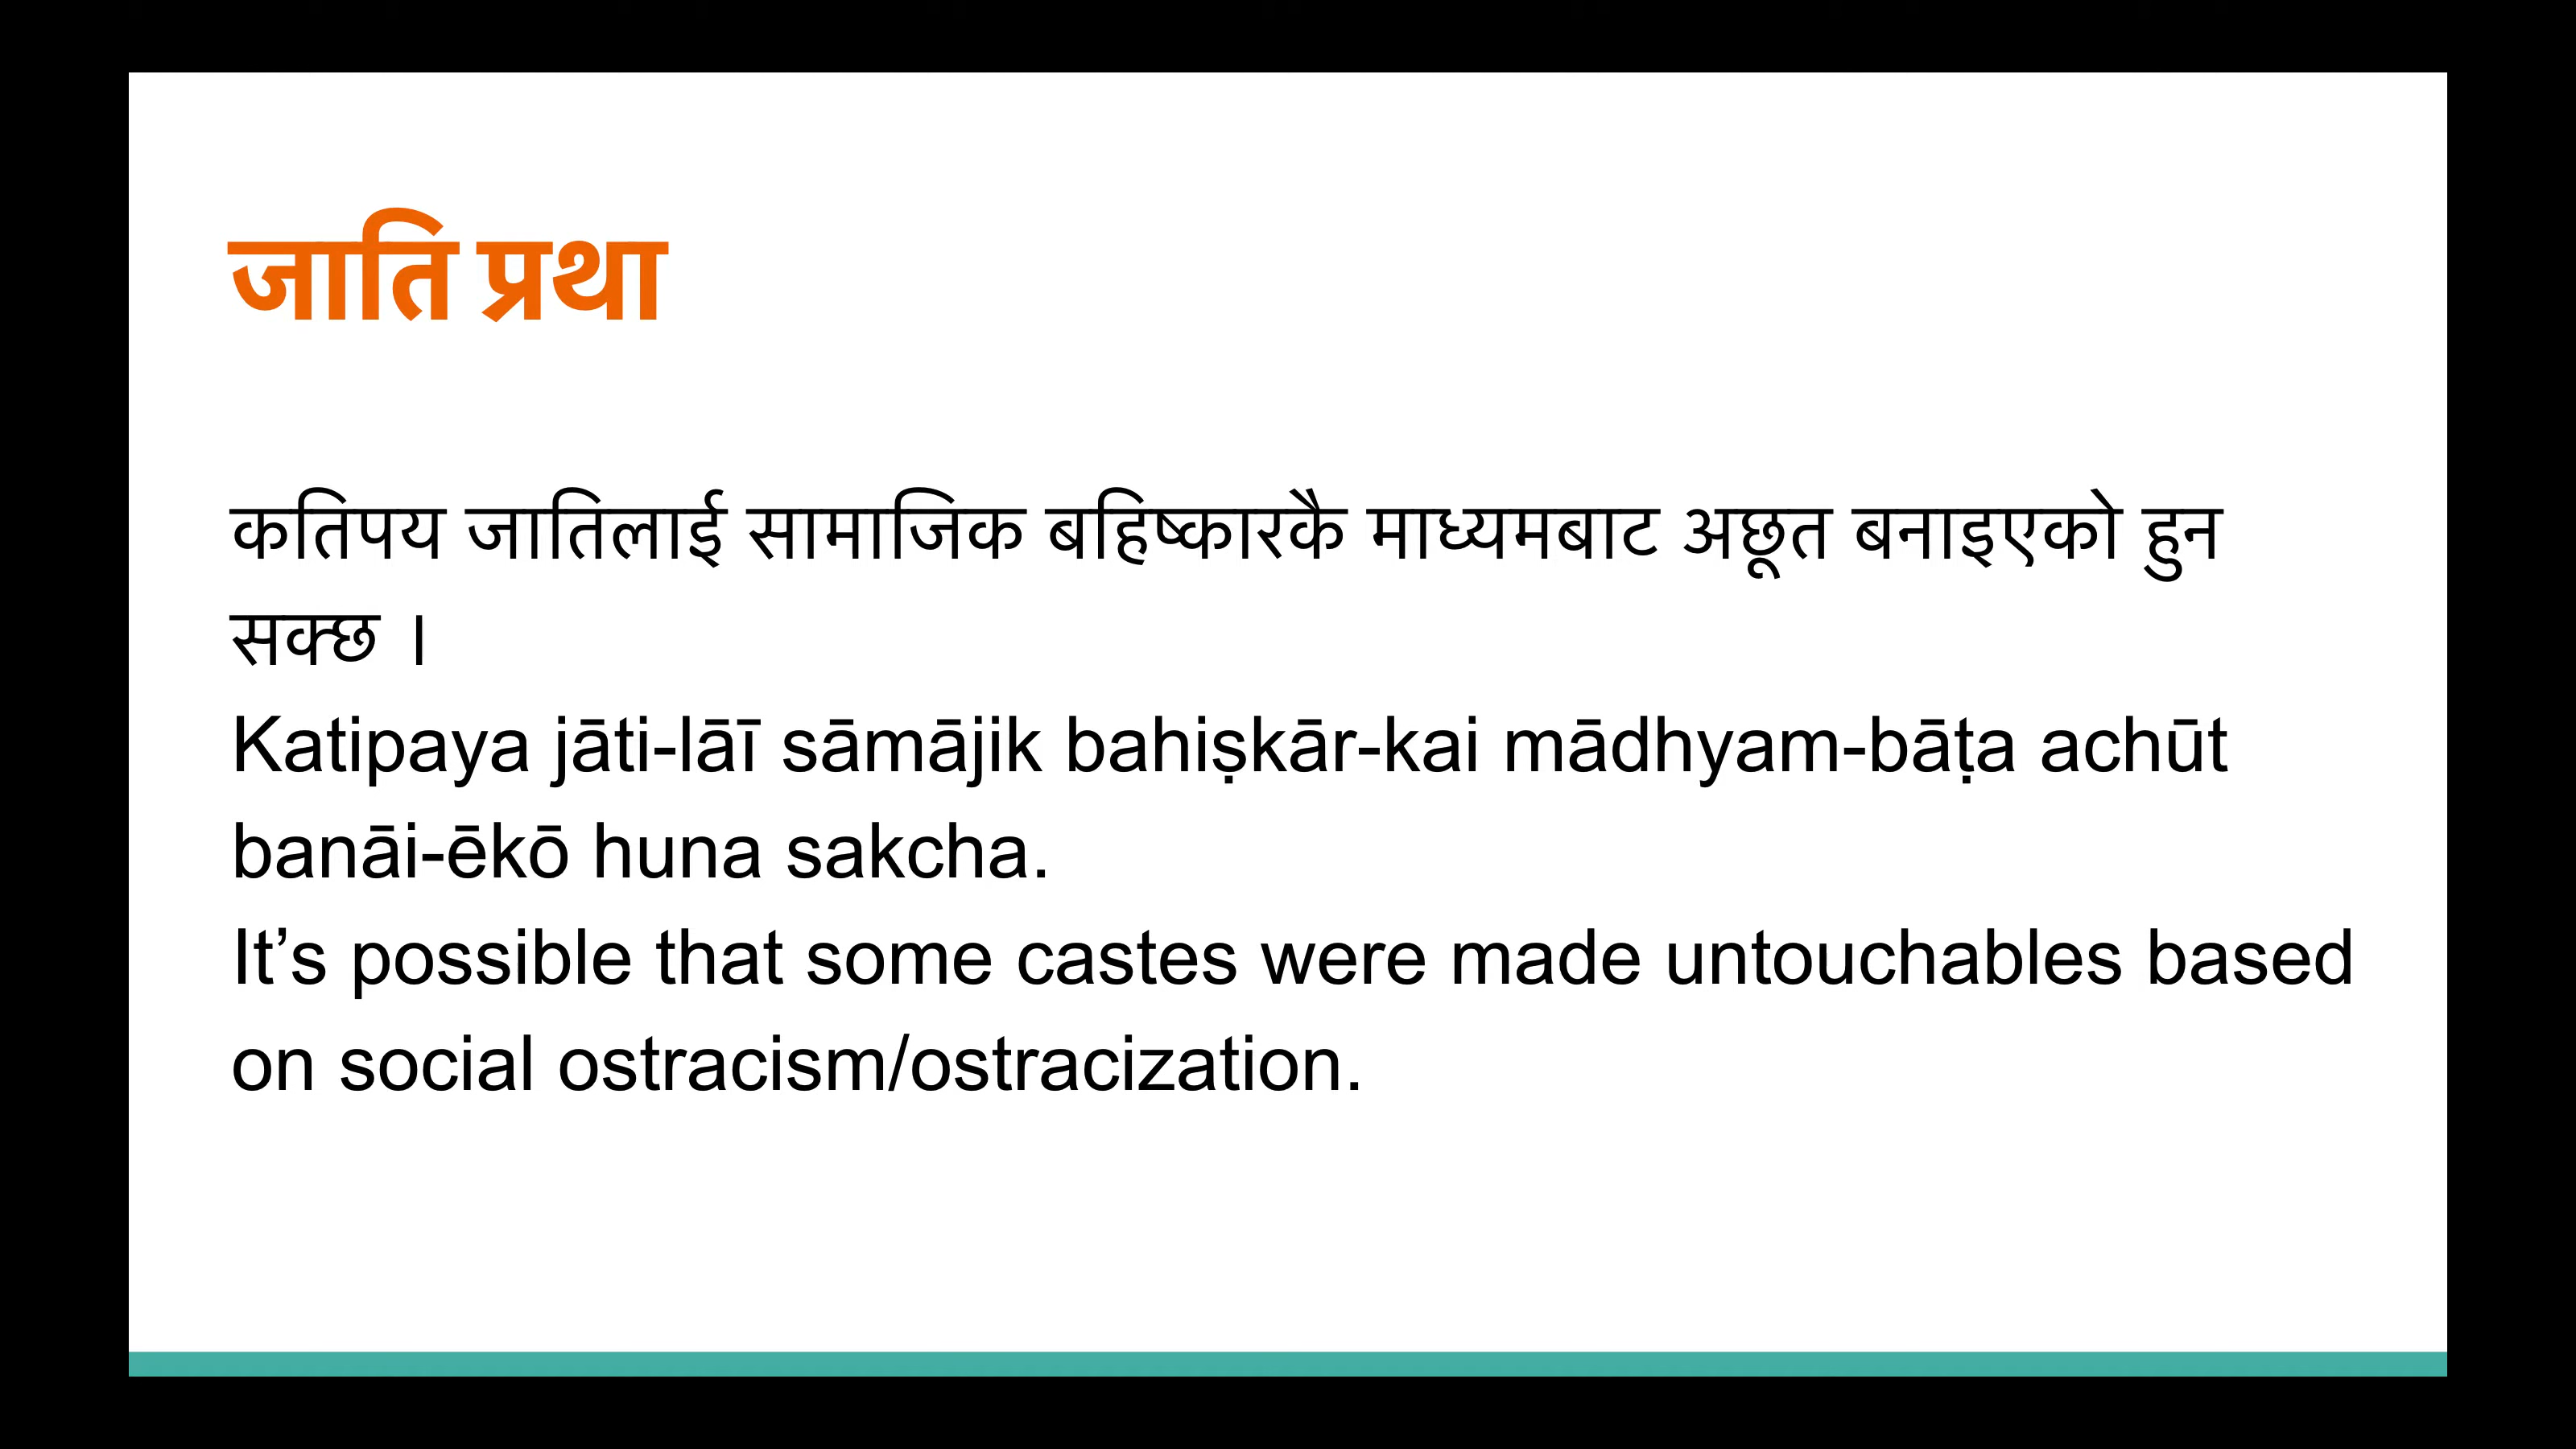 जाति प्रथा
कतिपय जातिलाई सामाजिक बहिष्कारकै माध्यमबाट अछूत बनाइएको हुन
सक्छ ।
Katipaya jāti-lāī sāmājik bahiṣkār-kai mādhyam-bāṭa achūt
banāi-ēkō huna sakcha.
It’s possible that some castes were made untouchables based
on social ostracism/ostracization.